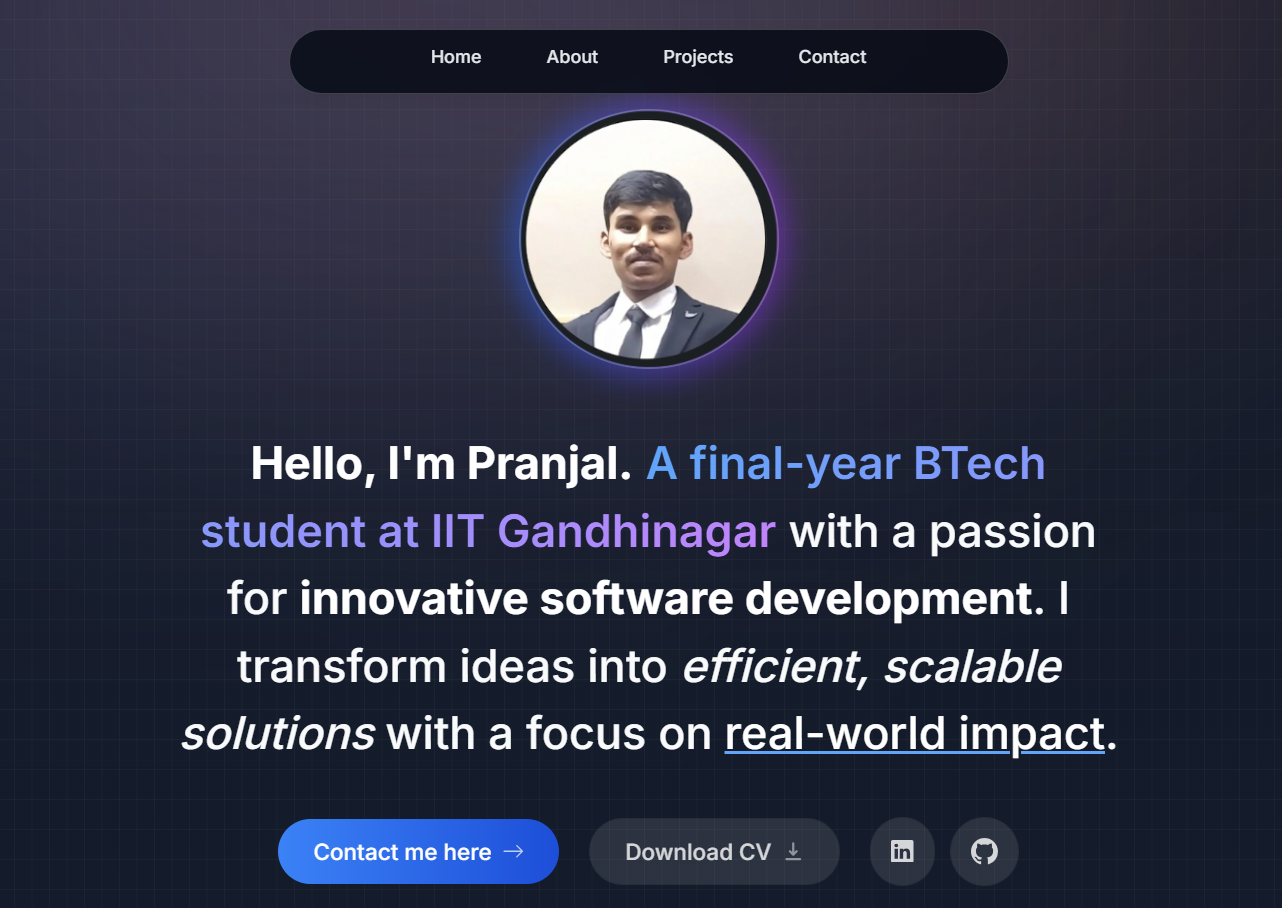 Home About Projects Contact
Hello, I'm Pranjal. A final-year BTech
student at IIT Gandhinagar with a passion
for innovative software development. I
transform ideas into efficient, scalable
solutions with a focus on real-world impact.
Contact me here → Download CV in